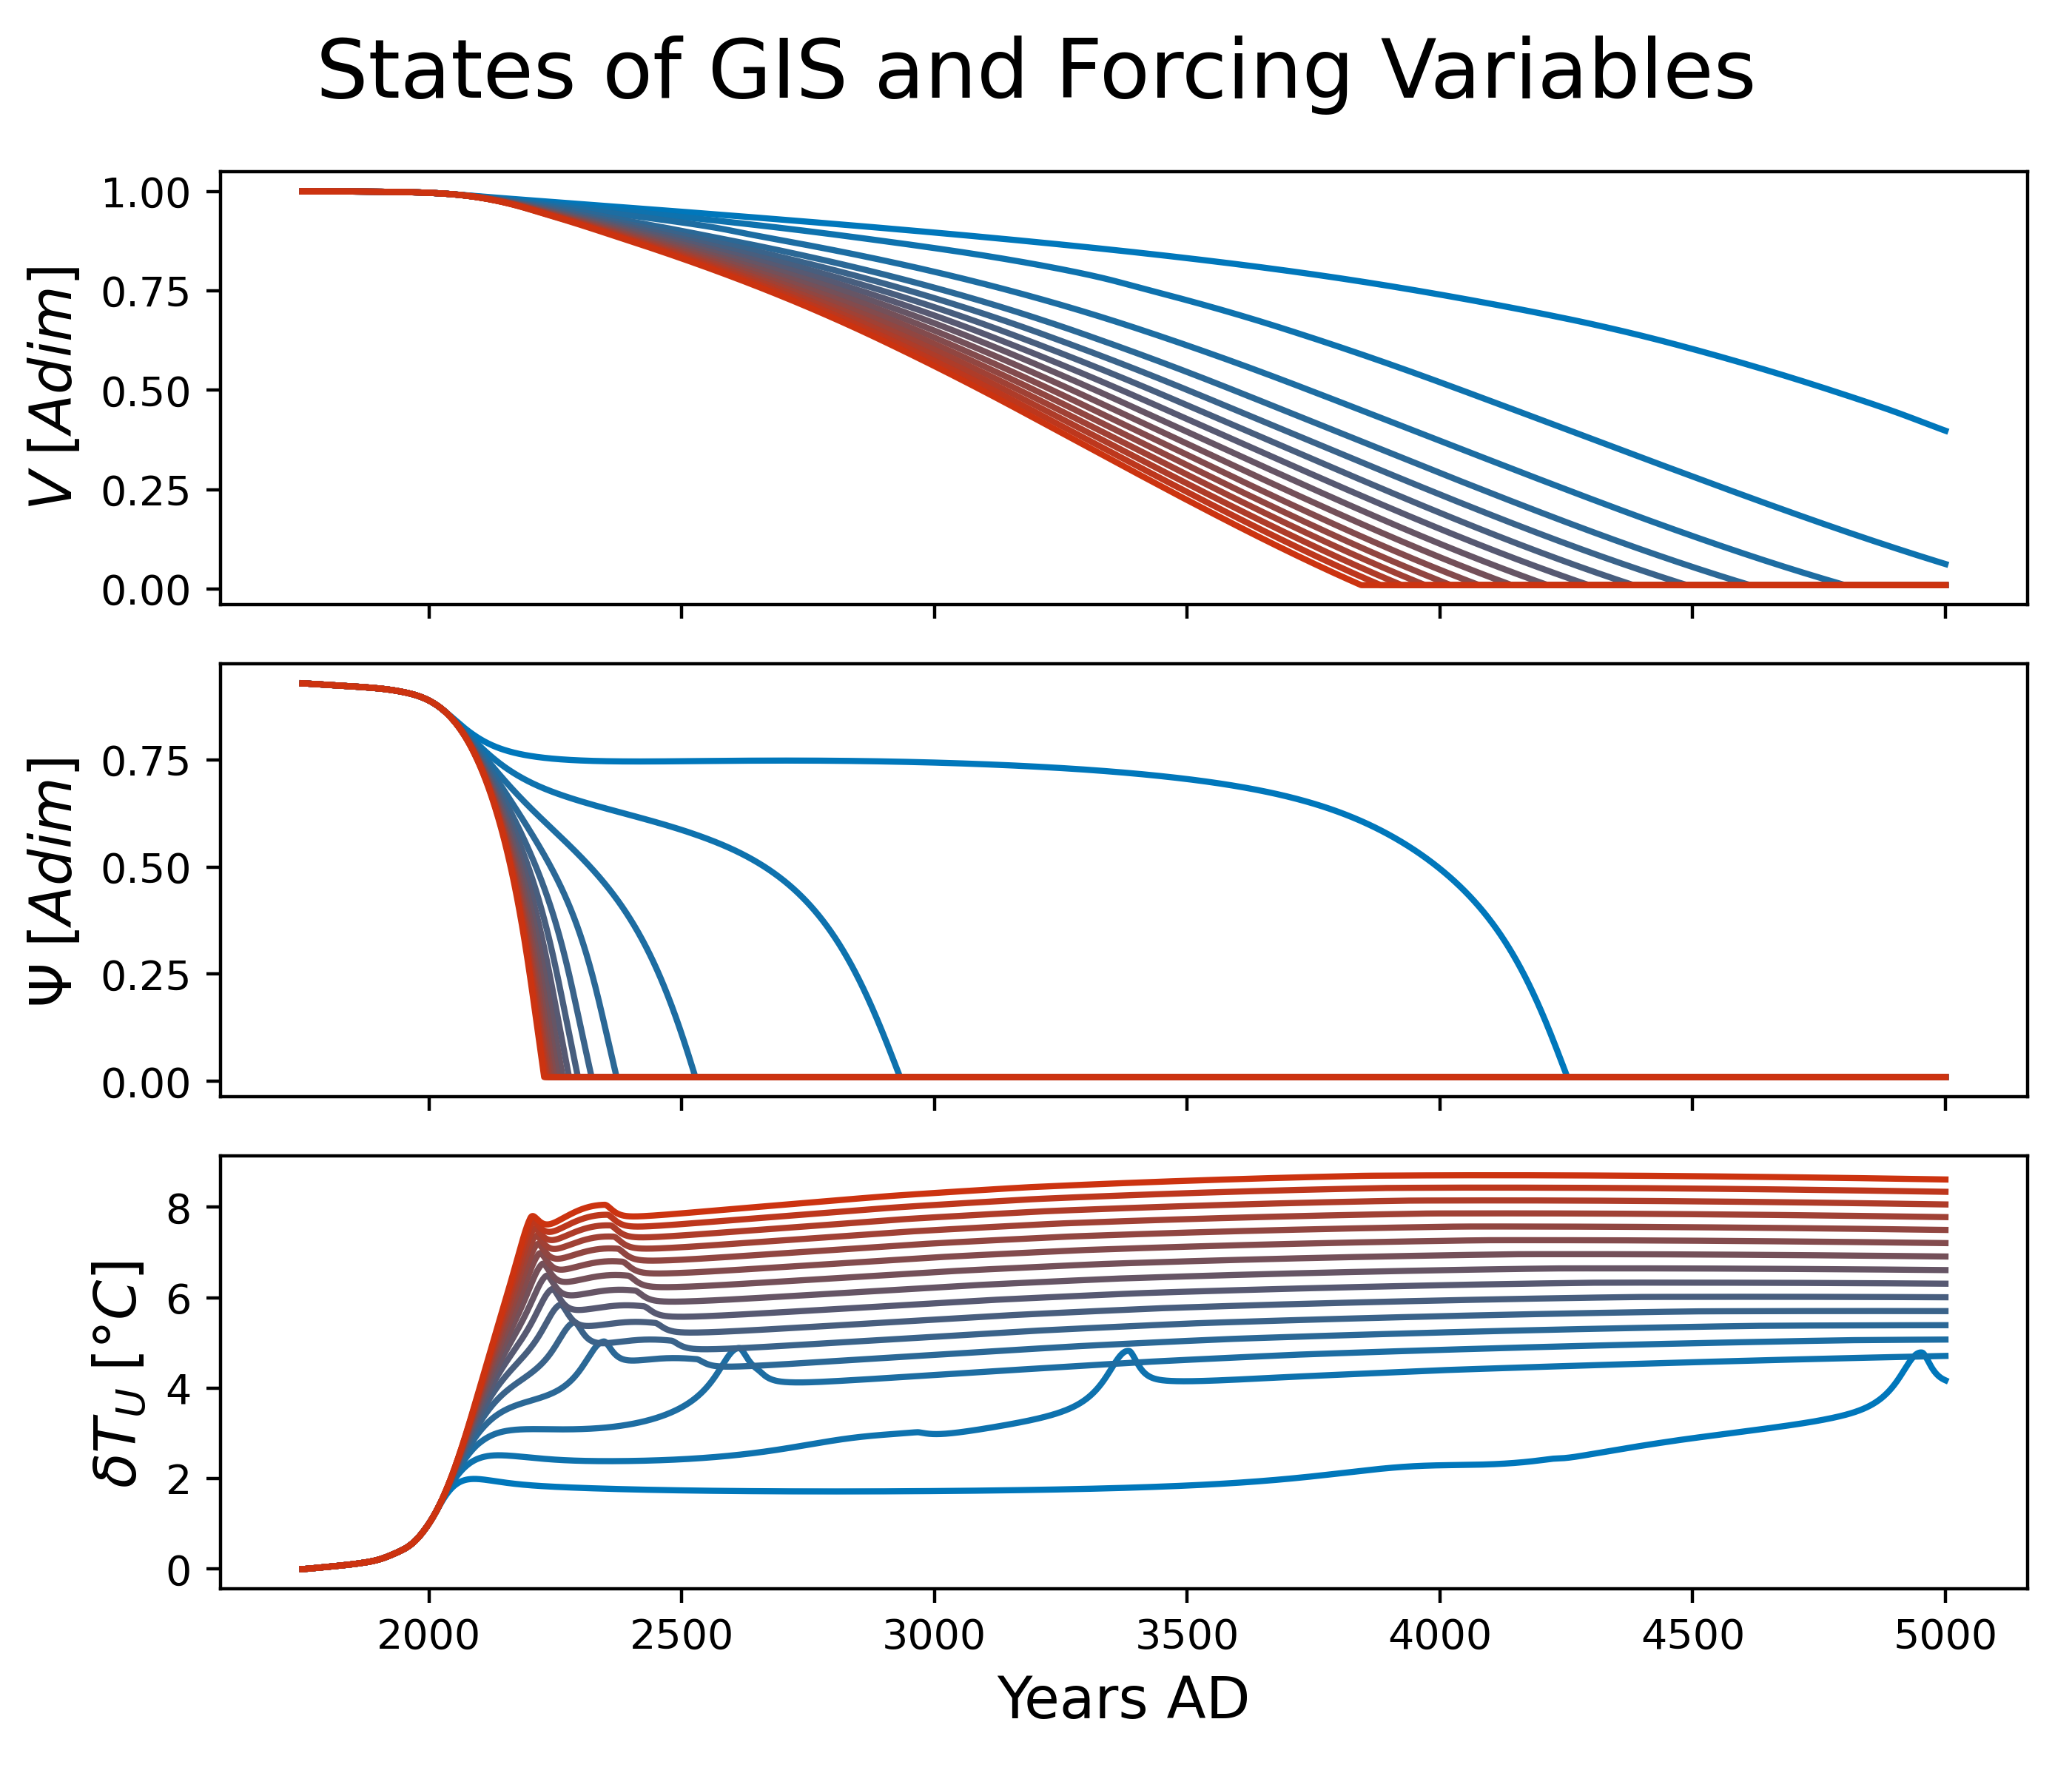 States of GIS and Forcing Variables
1.00
0.75
0.50
0.25
0.00
V [Adim]
0.75
0.50
0.25
0.00
Ψ [Adim]
8
6
4
2
0
δT_U [°C]
2000 2500 3000 3500 4000 4500 5000
Years AD